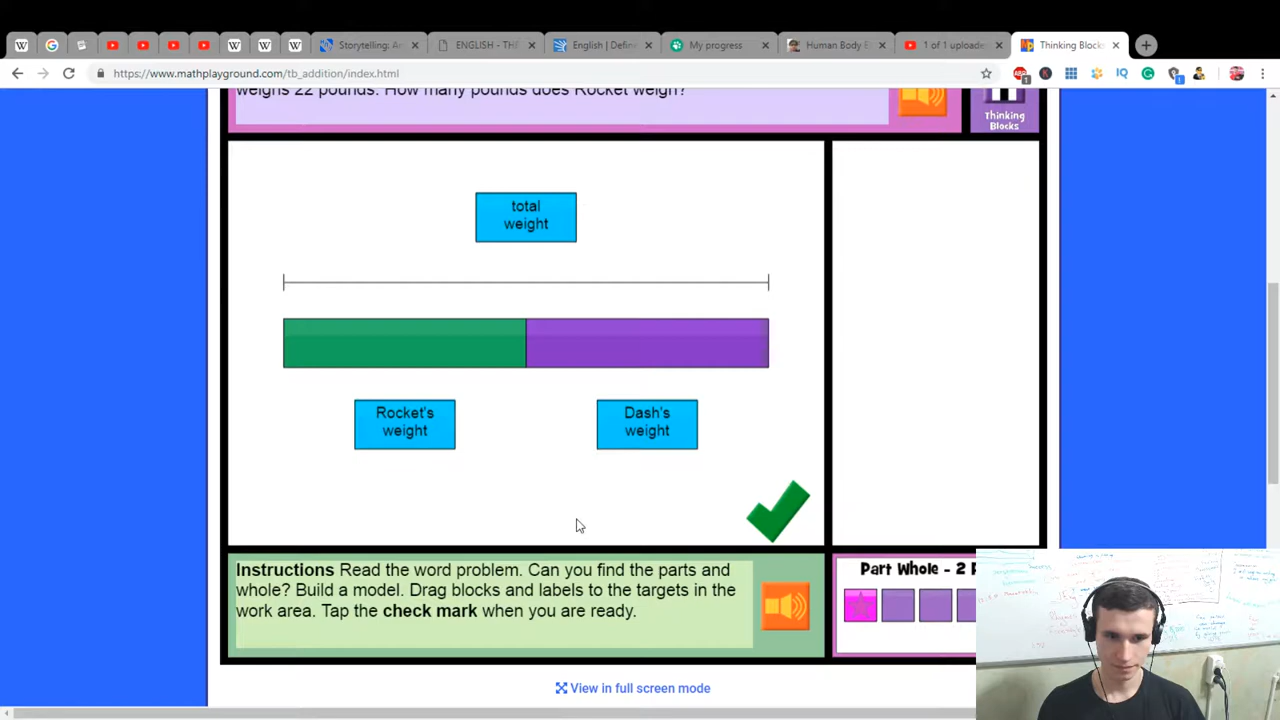 Storytelling: An
ENGLISH - THE
English | Define
My progress
Human Body E
1 of 1 uploade
Thinking Blocks
https://www.mathplayground.com/tb_addition/index.html
weighs 22 pounds. How many pounds does Rocket weigh?
Thinking
Blocks
total
weight
Rocket's
weight
Dash's
weight
Instructions Read the word problem. Can you find the parts and
whole? Build a model. Drag blocks and labels to the targets in the
work area. Tap the check mark when you are ready.
Part Whole - 2 P
View in full screen mode